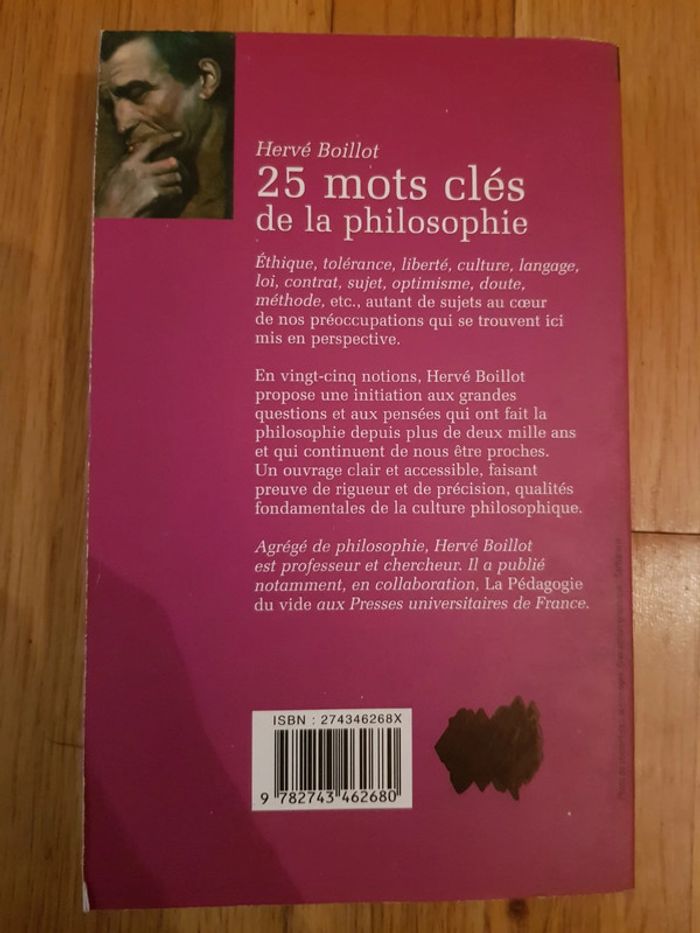 Hervé Boillot
25 mots clés
de la philosophie
Éthique, tolérance, liberté, culture, langage,
loi, contrat, sujet, optimisme, doute,
méthode, etc., autant de sujets au cœur
de nos préoccupations qui se trouvent ici
mis en perspective.
En vingt-cinq notions, Hervé Boillot
propose une initiation aux grandes
questions et aux pensées qui ont fait la
philosophie depuis plus de deux mille ans
et qui continuent de nous être proches.
Un ouvrage clair et accessible, faisant
preuve de rigueur et de précision, qualités
fondamentales de la culture philosophique.
Agrégé de philosophie, Hervé Boillot
est professeur et chercheur. Il a publié
notamment, en collaboration, La Pédagogie
du vide aux Presses universitaires de France.
ISBN : 274346268X
9 782743 462680